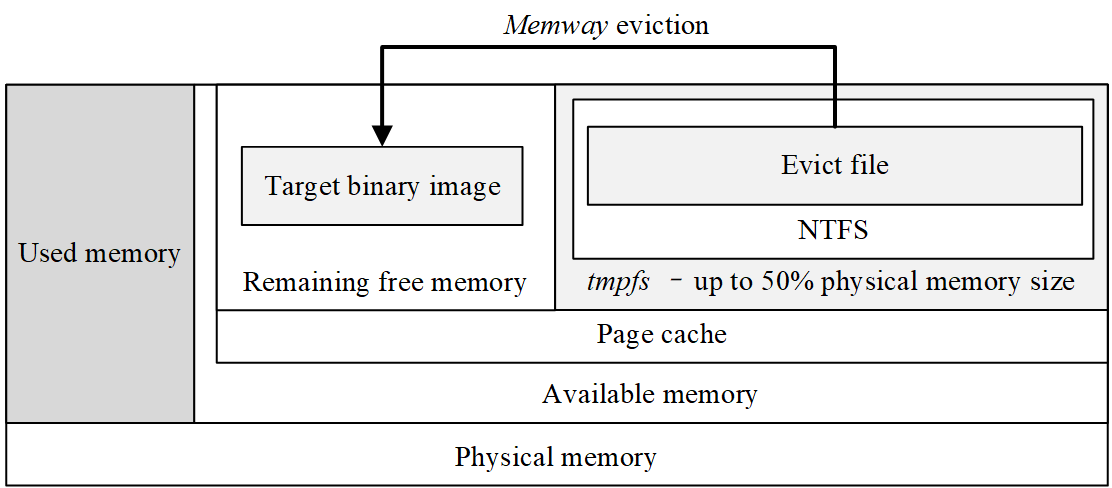 Memway eviction
Evict file
Target binary image
NTFS
Used memory
Remaining free memory
tmpfs - up to 50% physical memory size
Page cache
Available memory
Physical memory